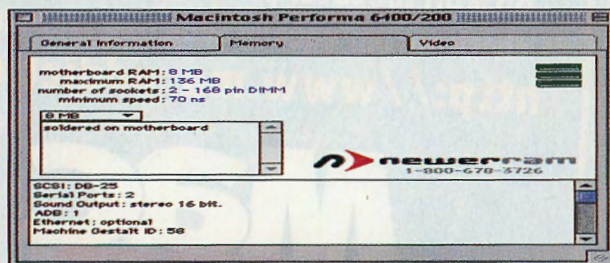 Macintosh Performa 6400/200
General Information
Memory
Video
motherboard RAM: 8 MB
maximum RAM: 136 MB
number of sockets: 2 - 168 pin DIMM
minimum speed: 70 ns
8 MB
soldered on motherboard
newerram
1-800-678-3726
SCSI: DB-25
Serial Ports: 2
Sound Output: stereo 16 bit.
ADB: 1
Ethernet: optional
Machine Gestalt ID: 58